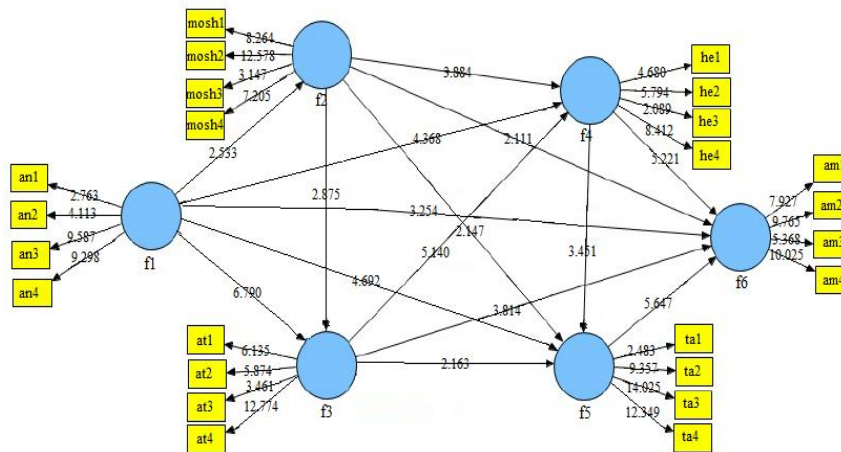 mosh1
8.264
mosh2
12.578
mosh3
3.147
mosh4
7.205
f2
3.884
he1
4.680
he2
5.794
he3
2.089
he4
8.412
f4
4.368
2.111
5.221
2.533
an1
2.763
an2
4.113
an3
9.587
an4
9.298
f1
2.875
3.254
2.147
5.140
3.451
am1
7.927
am2
9.765
am3
5.368
am4
10.025
f6
6.790
4.692
3.814
5.647
at1
6.135
at2
5.874
at3
3.461
at4
12.774
f3
2.163
f5
ta1
2.483
ta2
9.357
ta3
14.025
ta4
12.349